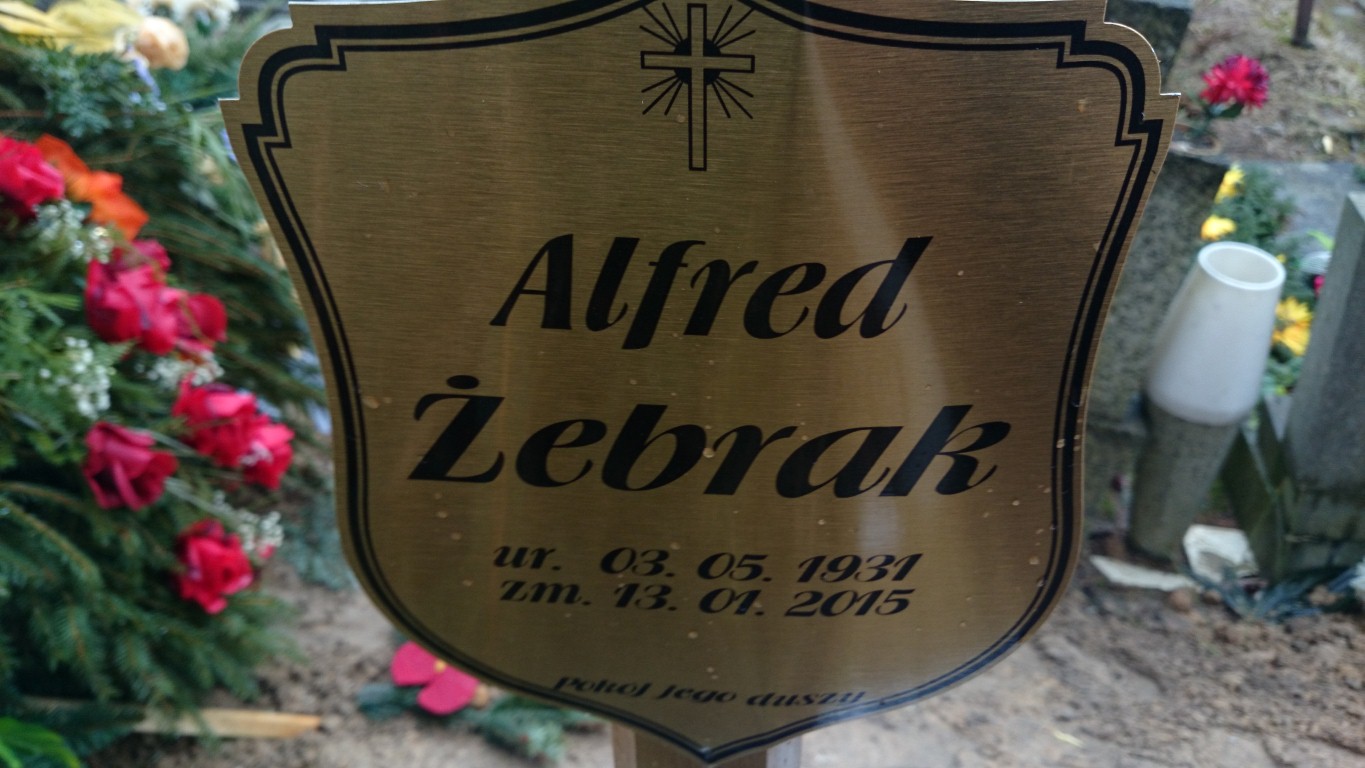 Alfred
Żebrak
ur. 03. 05. 1931
zm. 13. 01. 2015
pokój jego duszy